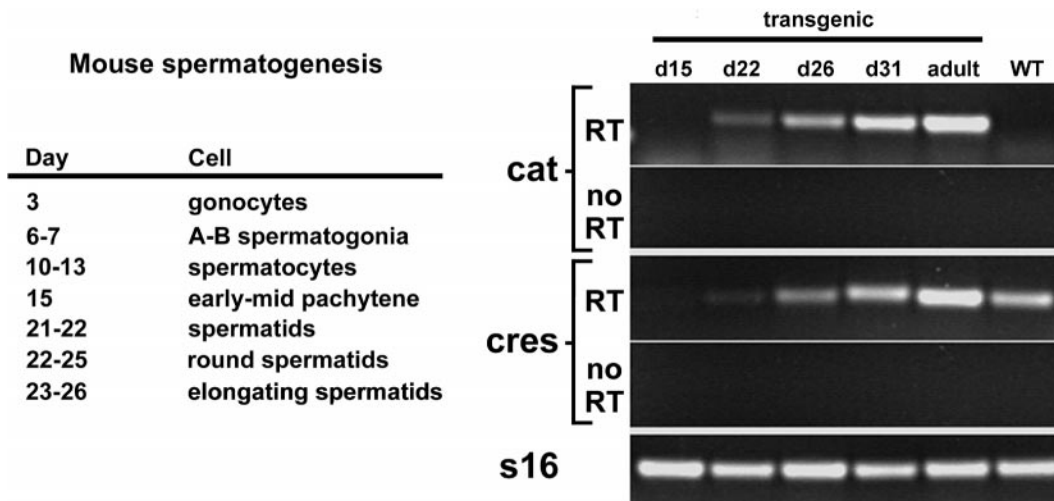 Mouse spermatogenesis
Day Cell
3 gonocytes
6-7 A-B spermatogonia
10-13 spermatocytes
15 early-mid pachytene
21-22 spermatids
22-25 round spermatids
23-26 elongating spermatids
transgenic
d15 d22 d26 d31 adult WT
cat
RT
no
RT
cres
RT
no
RT
s16